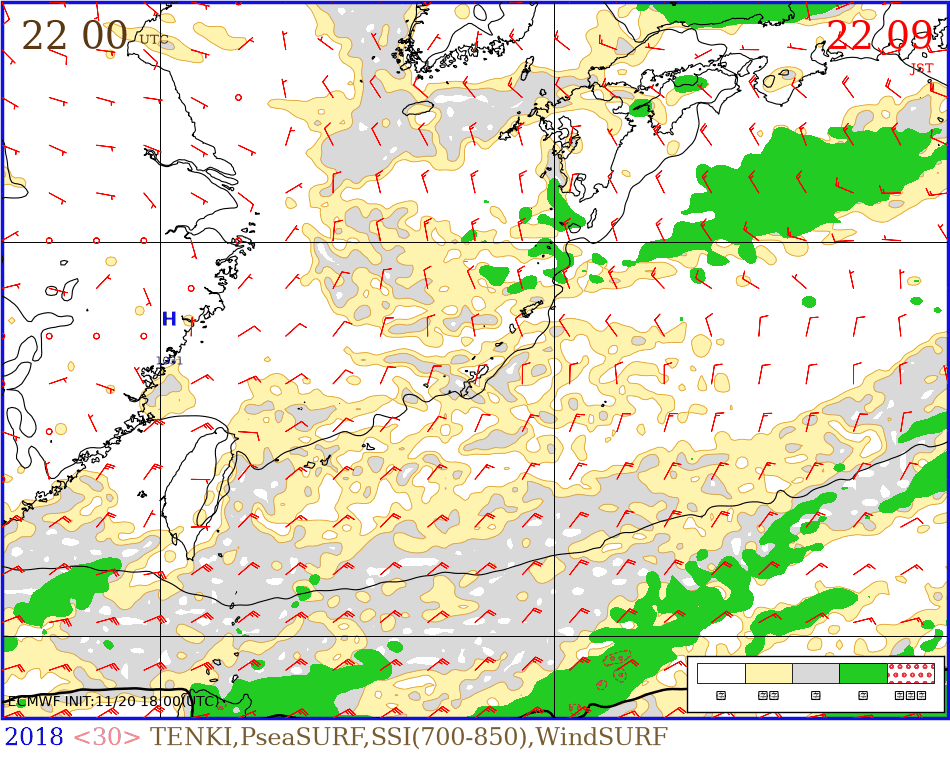 22 00 UTC
22 09
JST
H
ECMWF INIT:11/20 18:00(UTC)
2018 <30> TENKI,PseaSURF,SSI(700-850),WindSURF